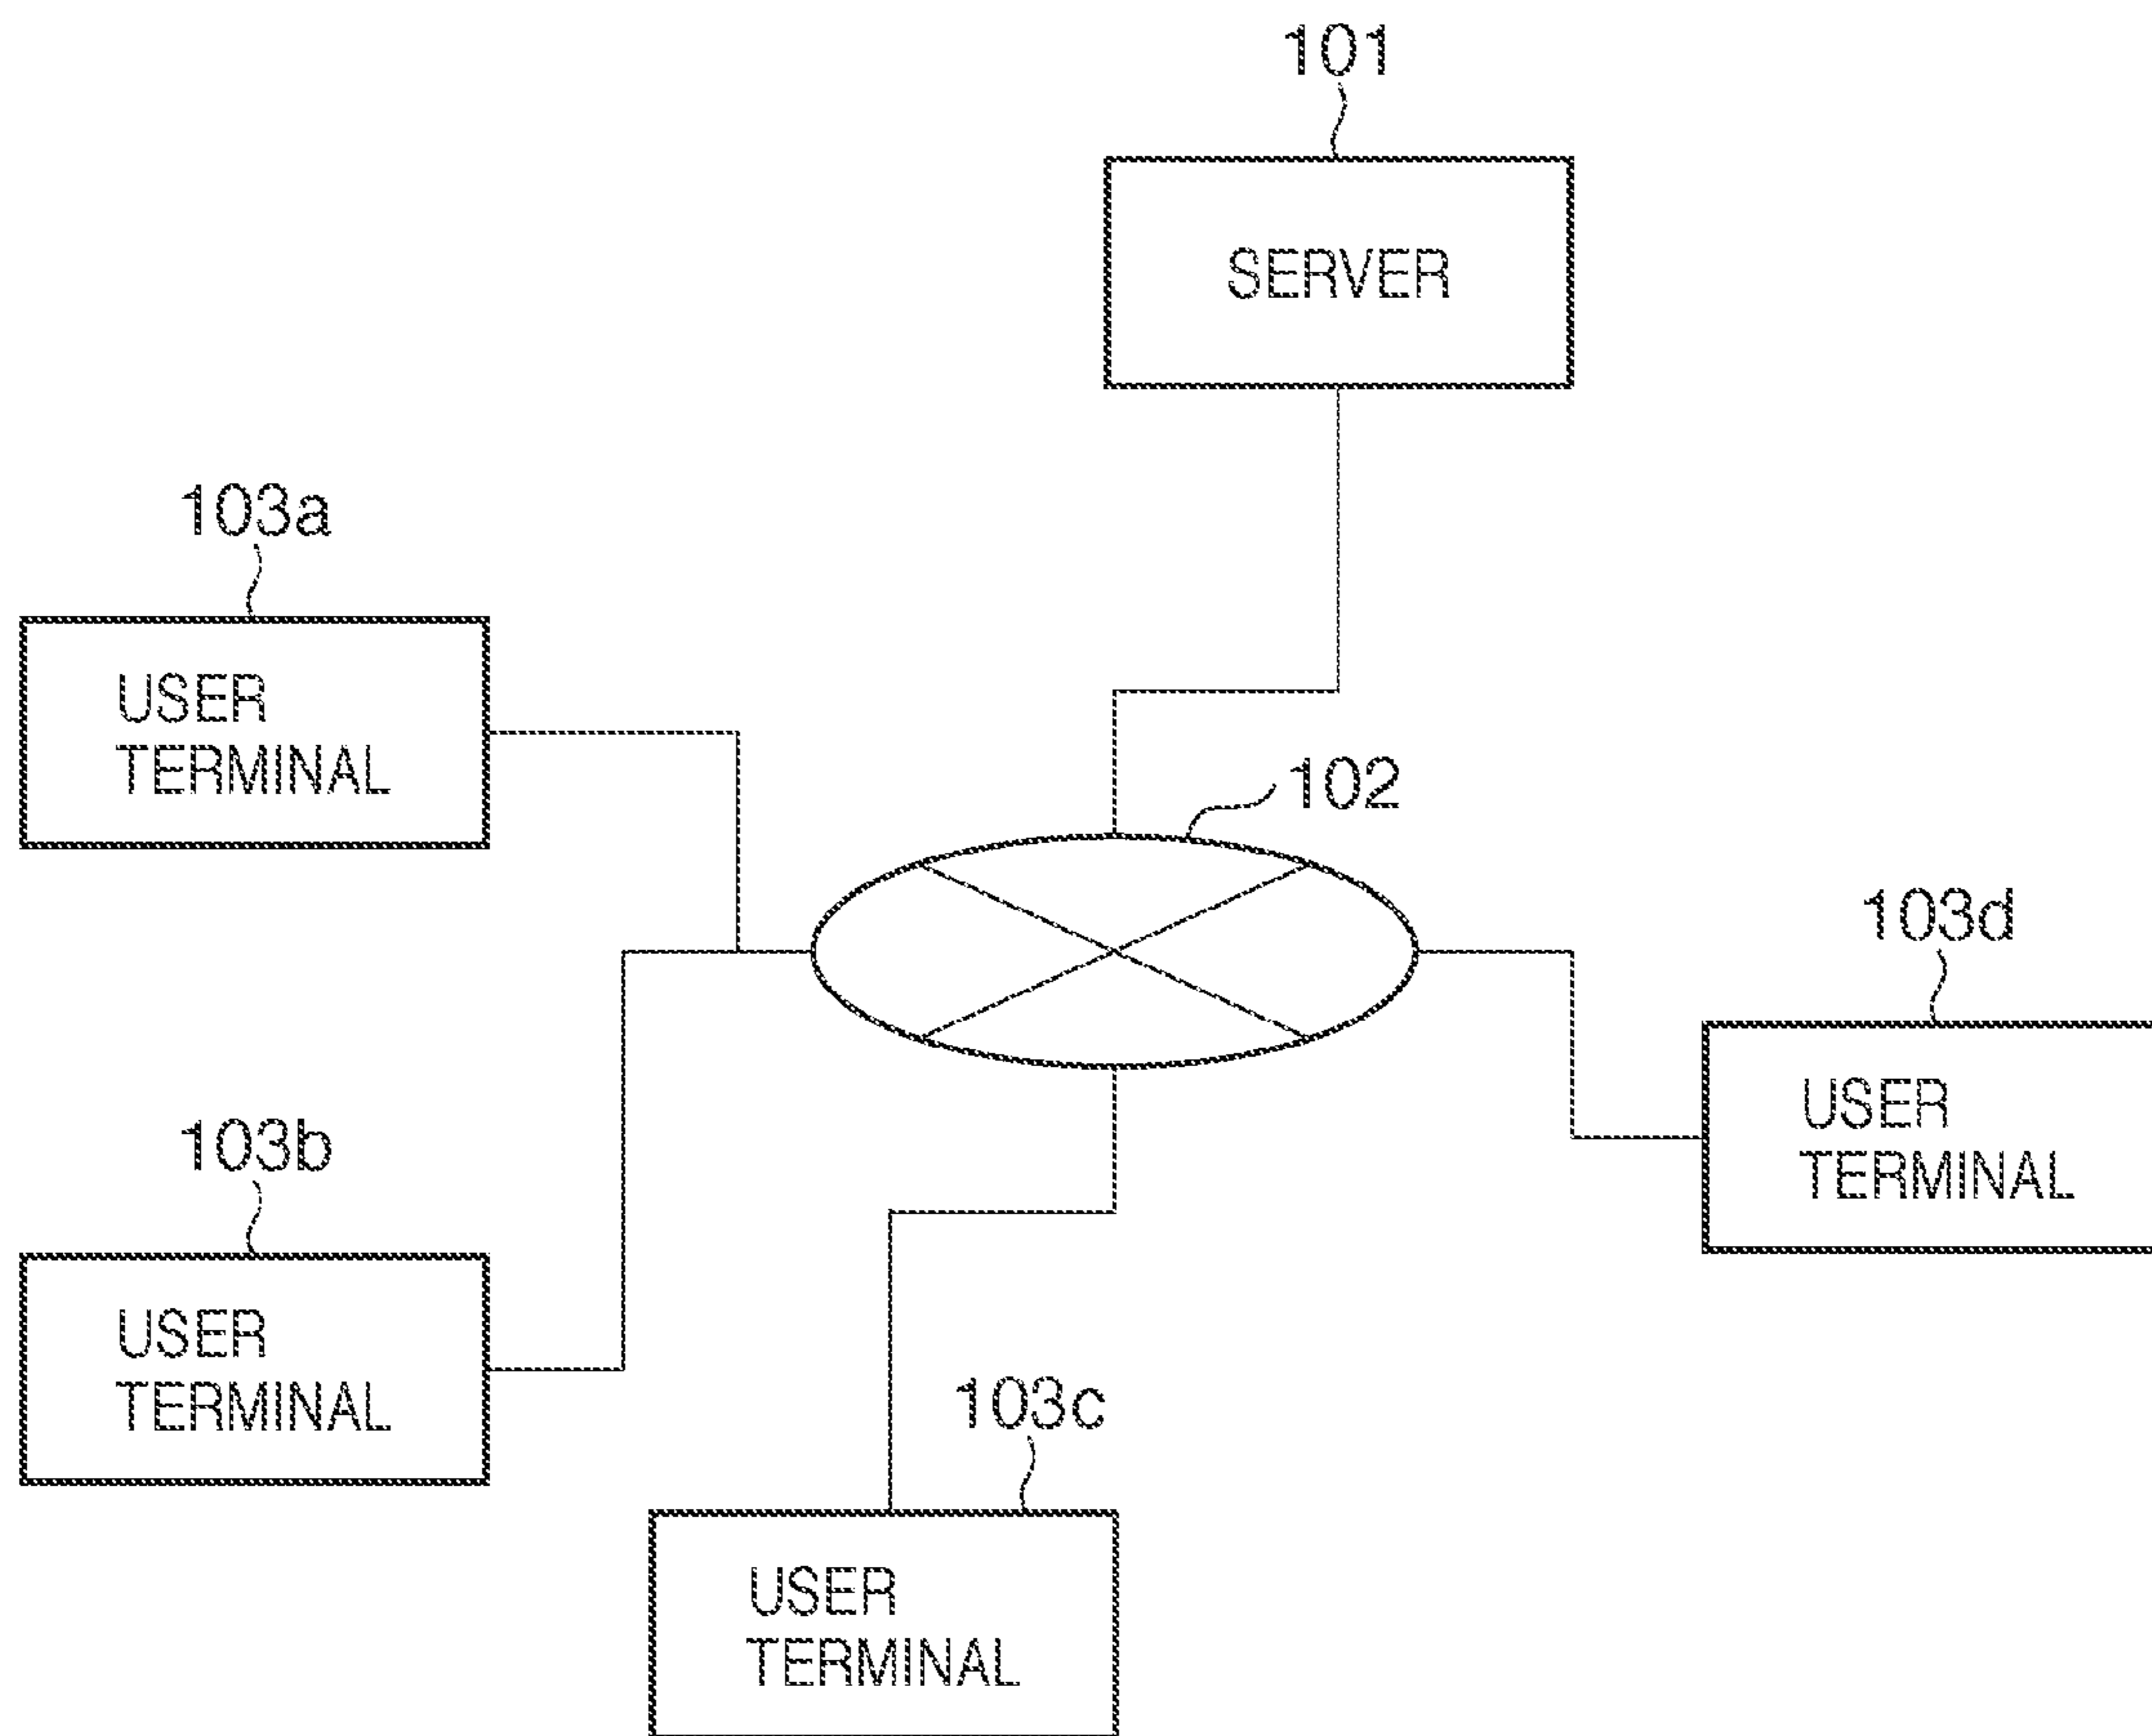 101
SERVER
103a
USER
TERMINAL
102
103d
USER
TERMINAL
103b
USER
TERMINAL
103c
USER
TERMINAL